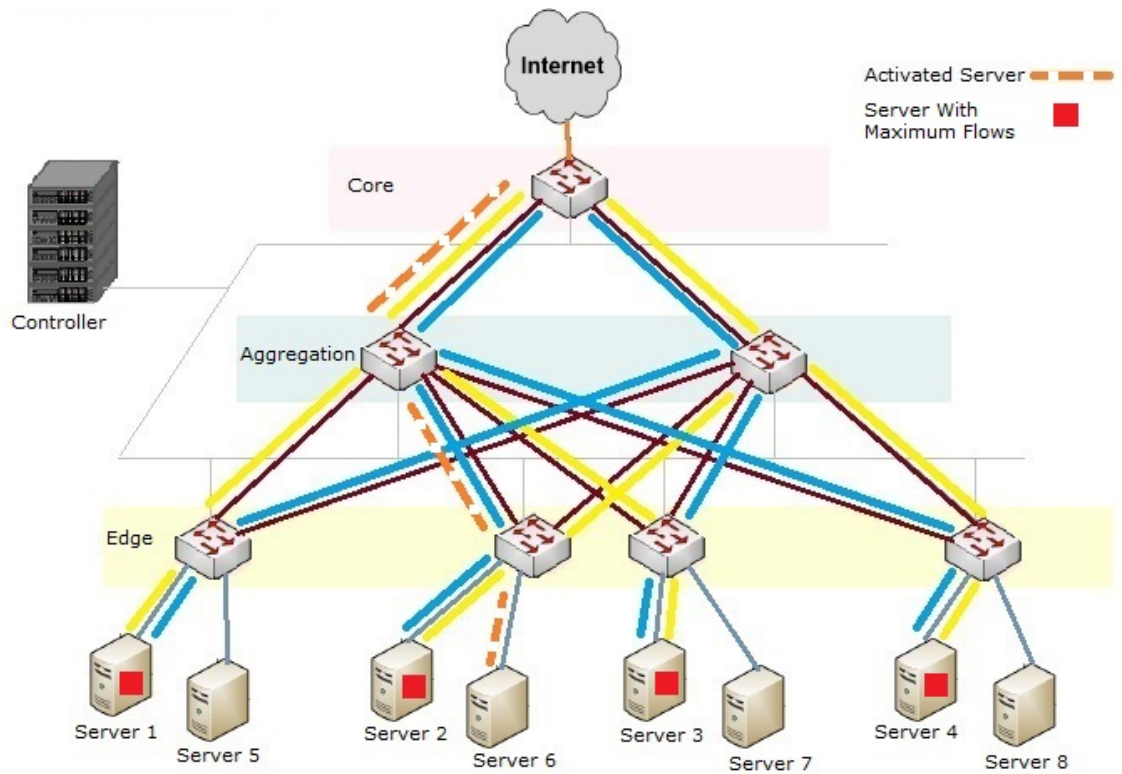 Internet
Activated Server
Server With
Maximum Flows
Core
Controller
Aggregation
Edge
Server 1
Server 5
Server 2
Server 6
Server 3
Server 7
Server 4
Server 8